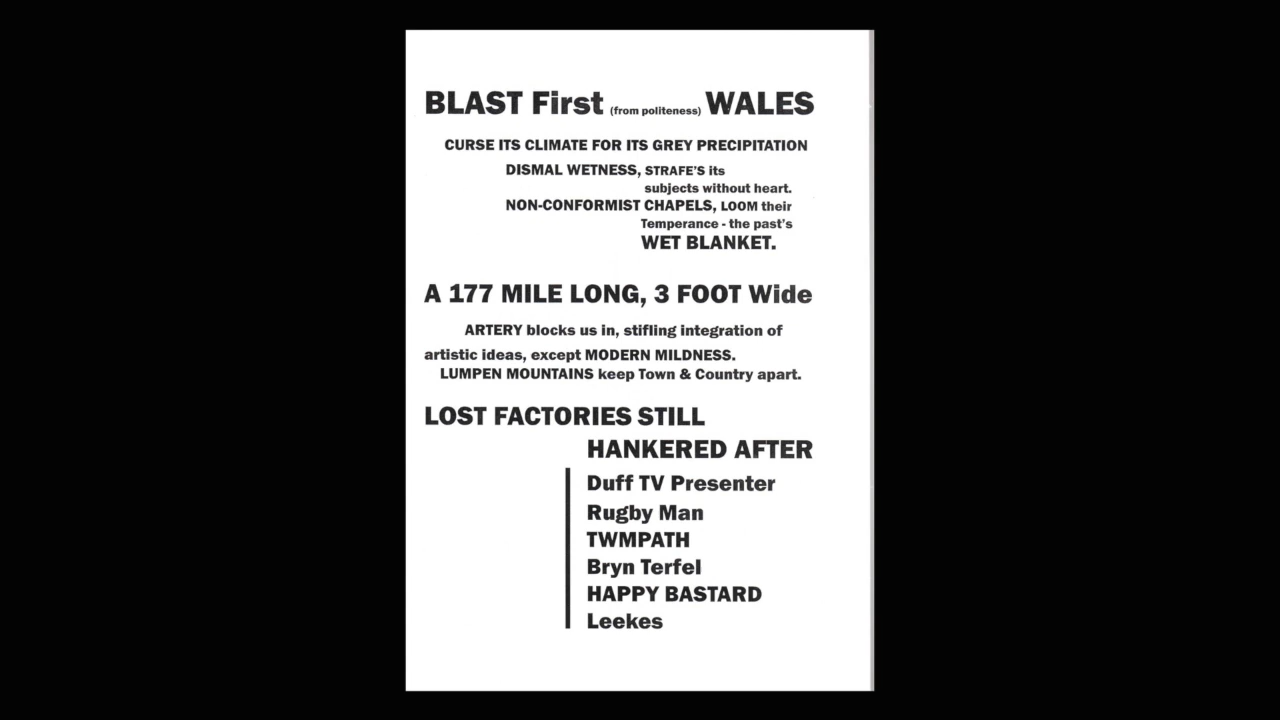 BLAST First (from politeness) WALES
CURSE ITS CLIMATE FOR ITS GREY PRECIPITATION
DISMAL WETNESS, STRAFE'S its
subjects without heart.
NON-CONFORMIST CHAPELS, LOOM their
Temperance - the past's
WET BLANKET.
A 177 MILE LONG, 3 FOOT Wide
ARTERY blocks us in, stifling integration of
artistic ideas, except MODERN MILDNESS.
LUMPEN MOUNTAINS keep Town & Country apart.
LOST FACTORIES STILL
HANKERED AFTER
Duff TV Presenter
Rugby Man
TWMPATH
Bryn Terfel
HAPPY BASTARD
Leekes